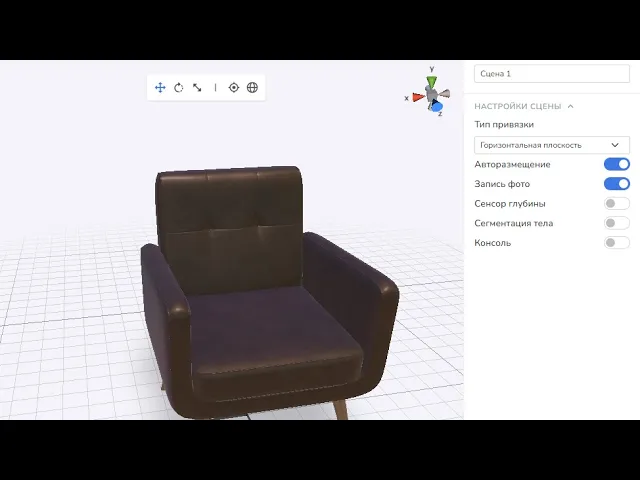 y
x
z
Сцена 1
НАСТРОЙКИ СЦЕНЫ
Тип привязки
Горизонтальная плоскость
Авторазмещение
Запись фото
Сенсор глубины
Сегментация тела
Консоль